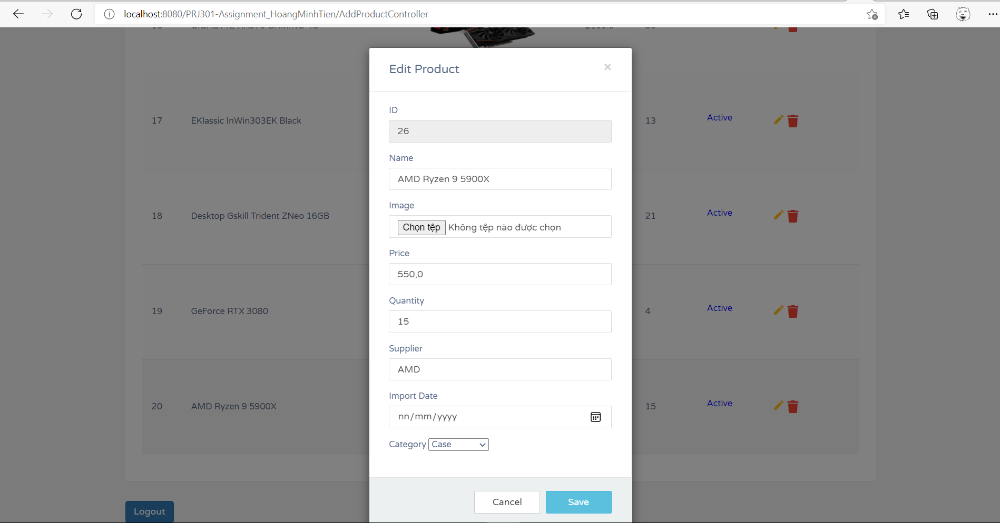 localhost:8080/PRJ301-Assignment_HoangMinhTien/AddProductController
Edit Product ×
ID
26
Name
AMD Ryzen 9 5900X
Image
Chọn tệp Không tệp nào được chọn
Price
550,0
Quantity
15
Supplier
AMD
Import Date
nn/mm/yyyy
Category Case
Cancel Save
17 EKlassic InWin303EK Black 13 Active
18 Desktop Gskill Trident ZNeo 16GB 21 Active
19 GeForce RTX 3080 4 Active
20 AMD Ryzen 9 5900X 15 Active
Logout